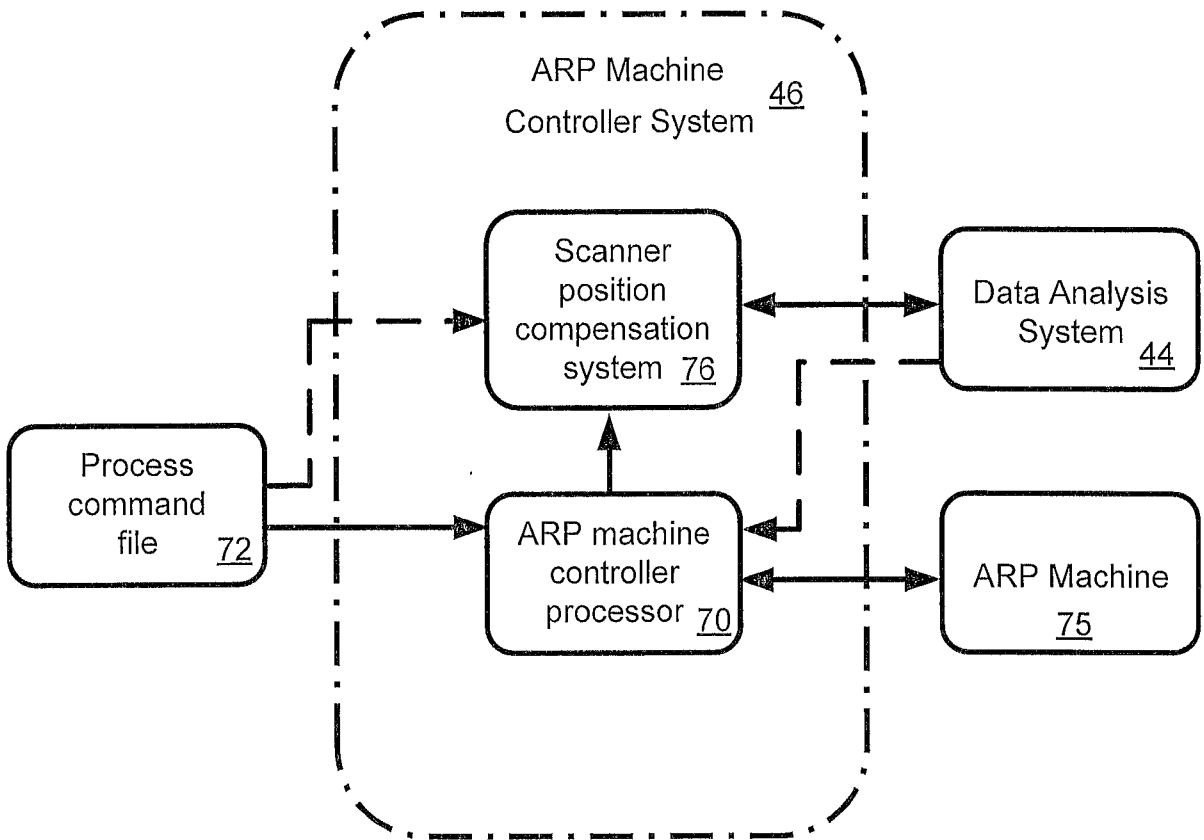 ARP Machine
Controller System 46
Scanner
position
compensation
system 76
Data Analysis
System
44
Process
command
file 72
ARP machine
controller
processor 70
ARP Machine
75